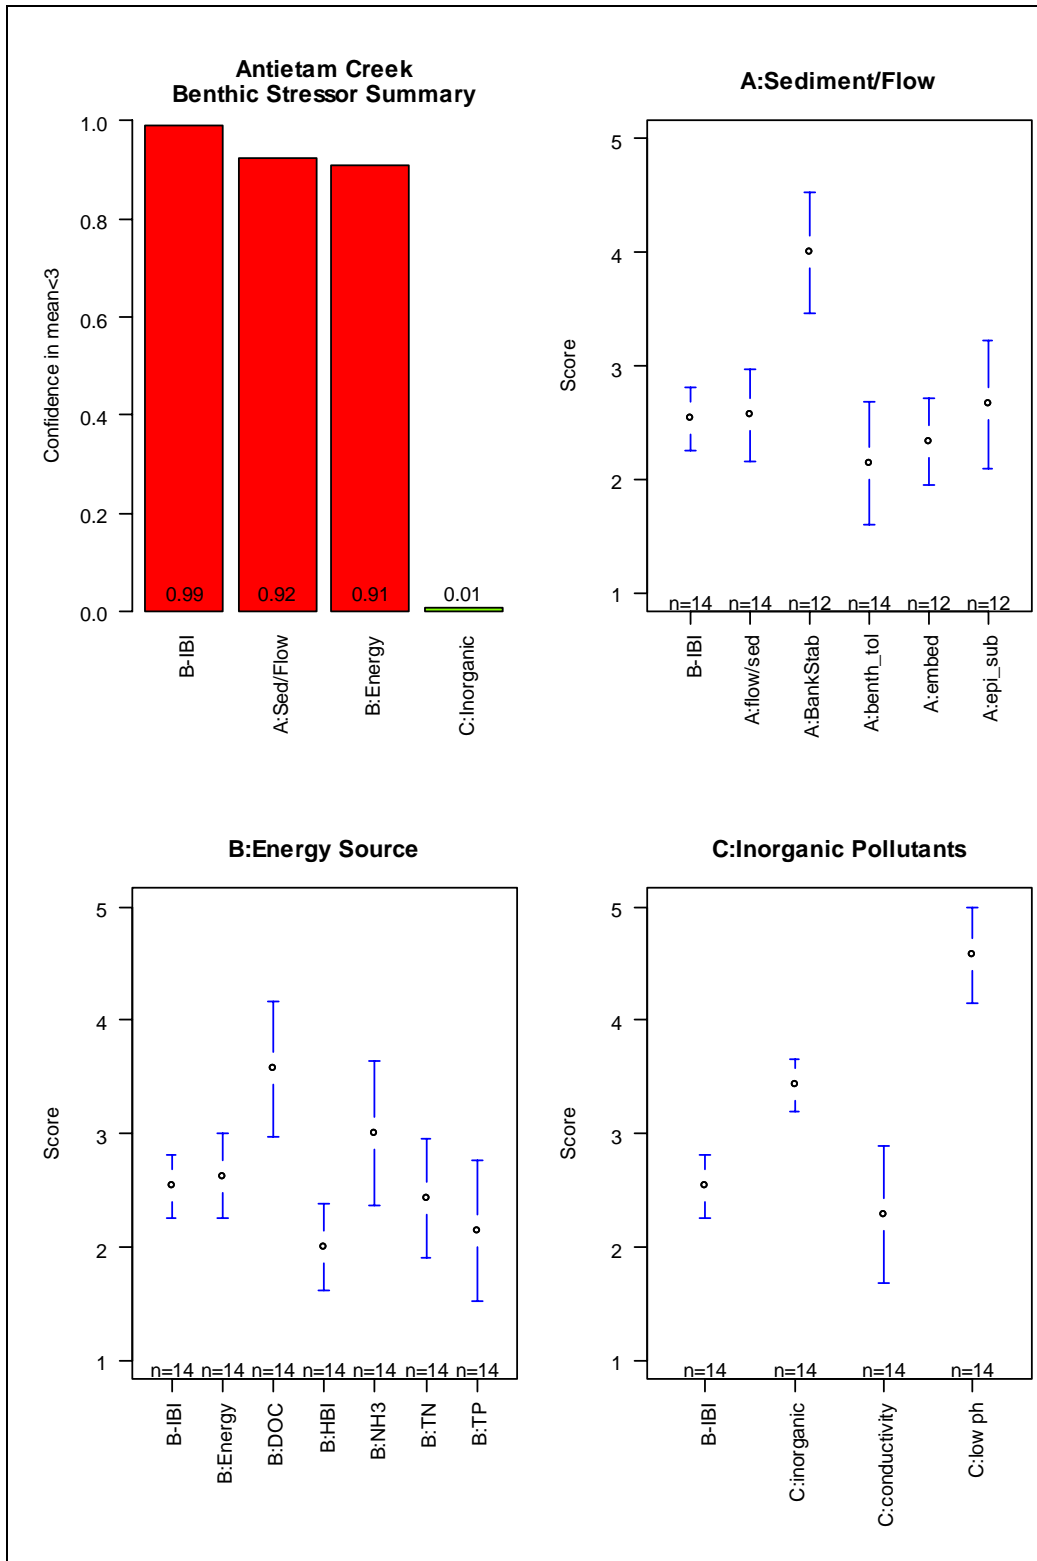 Antietam Creek
Benthic Stressor Summary
Confidence in mean<3
1.0
0.8
0.6
0.4
0.2
0.0
0.99
0.92
0.91
0.01
B-IBI
A:Sed/Flow
B:Energy
C:Inorganic
A:Sediment/Flow
Score
5
4
3
2
1
n=14
n=14
n=12
n=14
n=12
n=12
B-IBI
A:flow/sed
A:BankStab
A:benth_tol
A:embed
A:epi_sub
B:Energy Source
Score
5
4
3
2
1
n=14
n=14
n=14
n=14
n=14
n=14
n=14
B-IBI
B:Energy
B:DOC
B:HBI
B:NH3
B:TN
B:TP
C:Inorganic Pollutants
Score
5
4
3
2
1
n=14
n=14
n=14
n=14
B-IBI
C:inorganic
C:conductivity
C:low ph